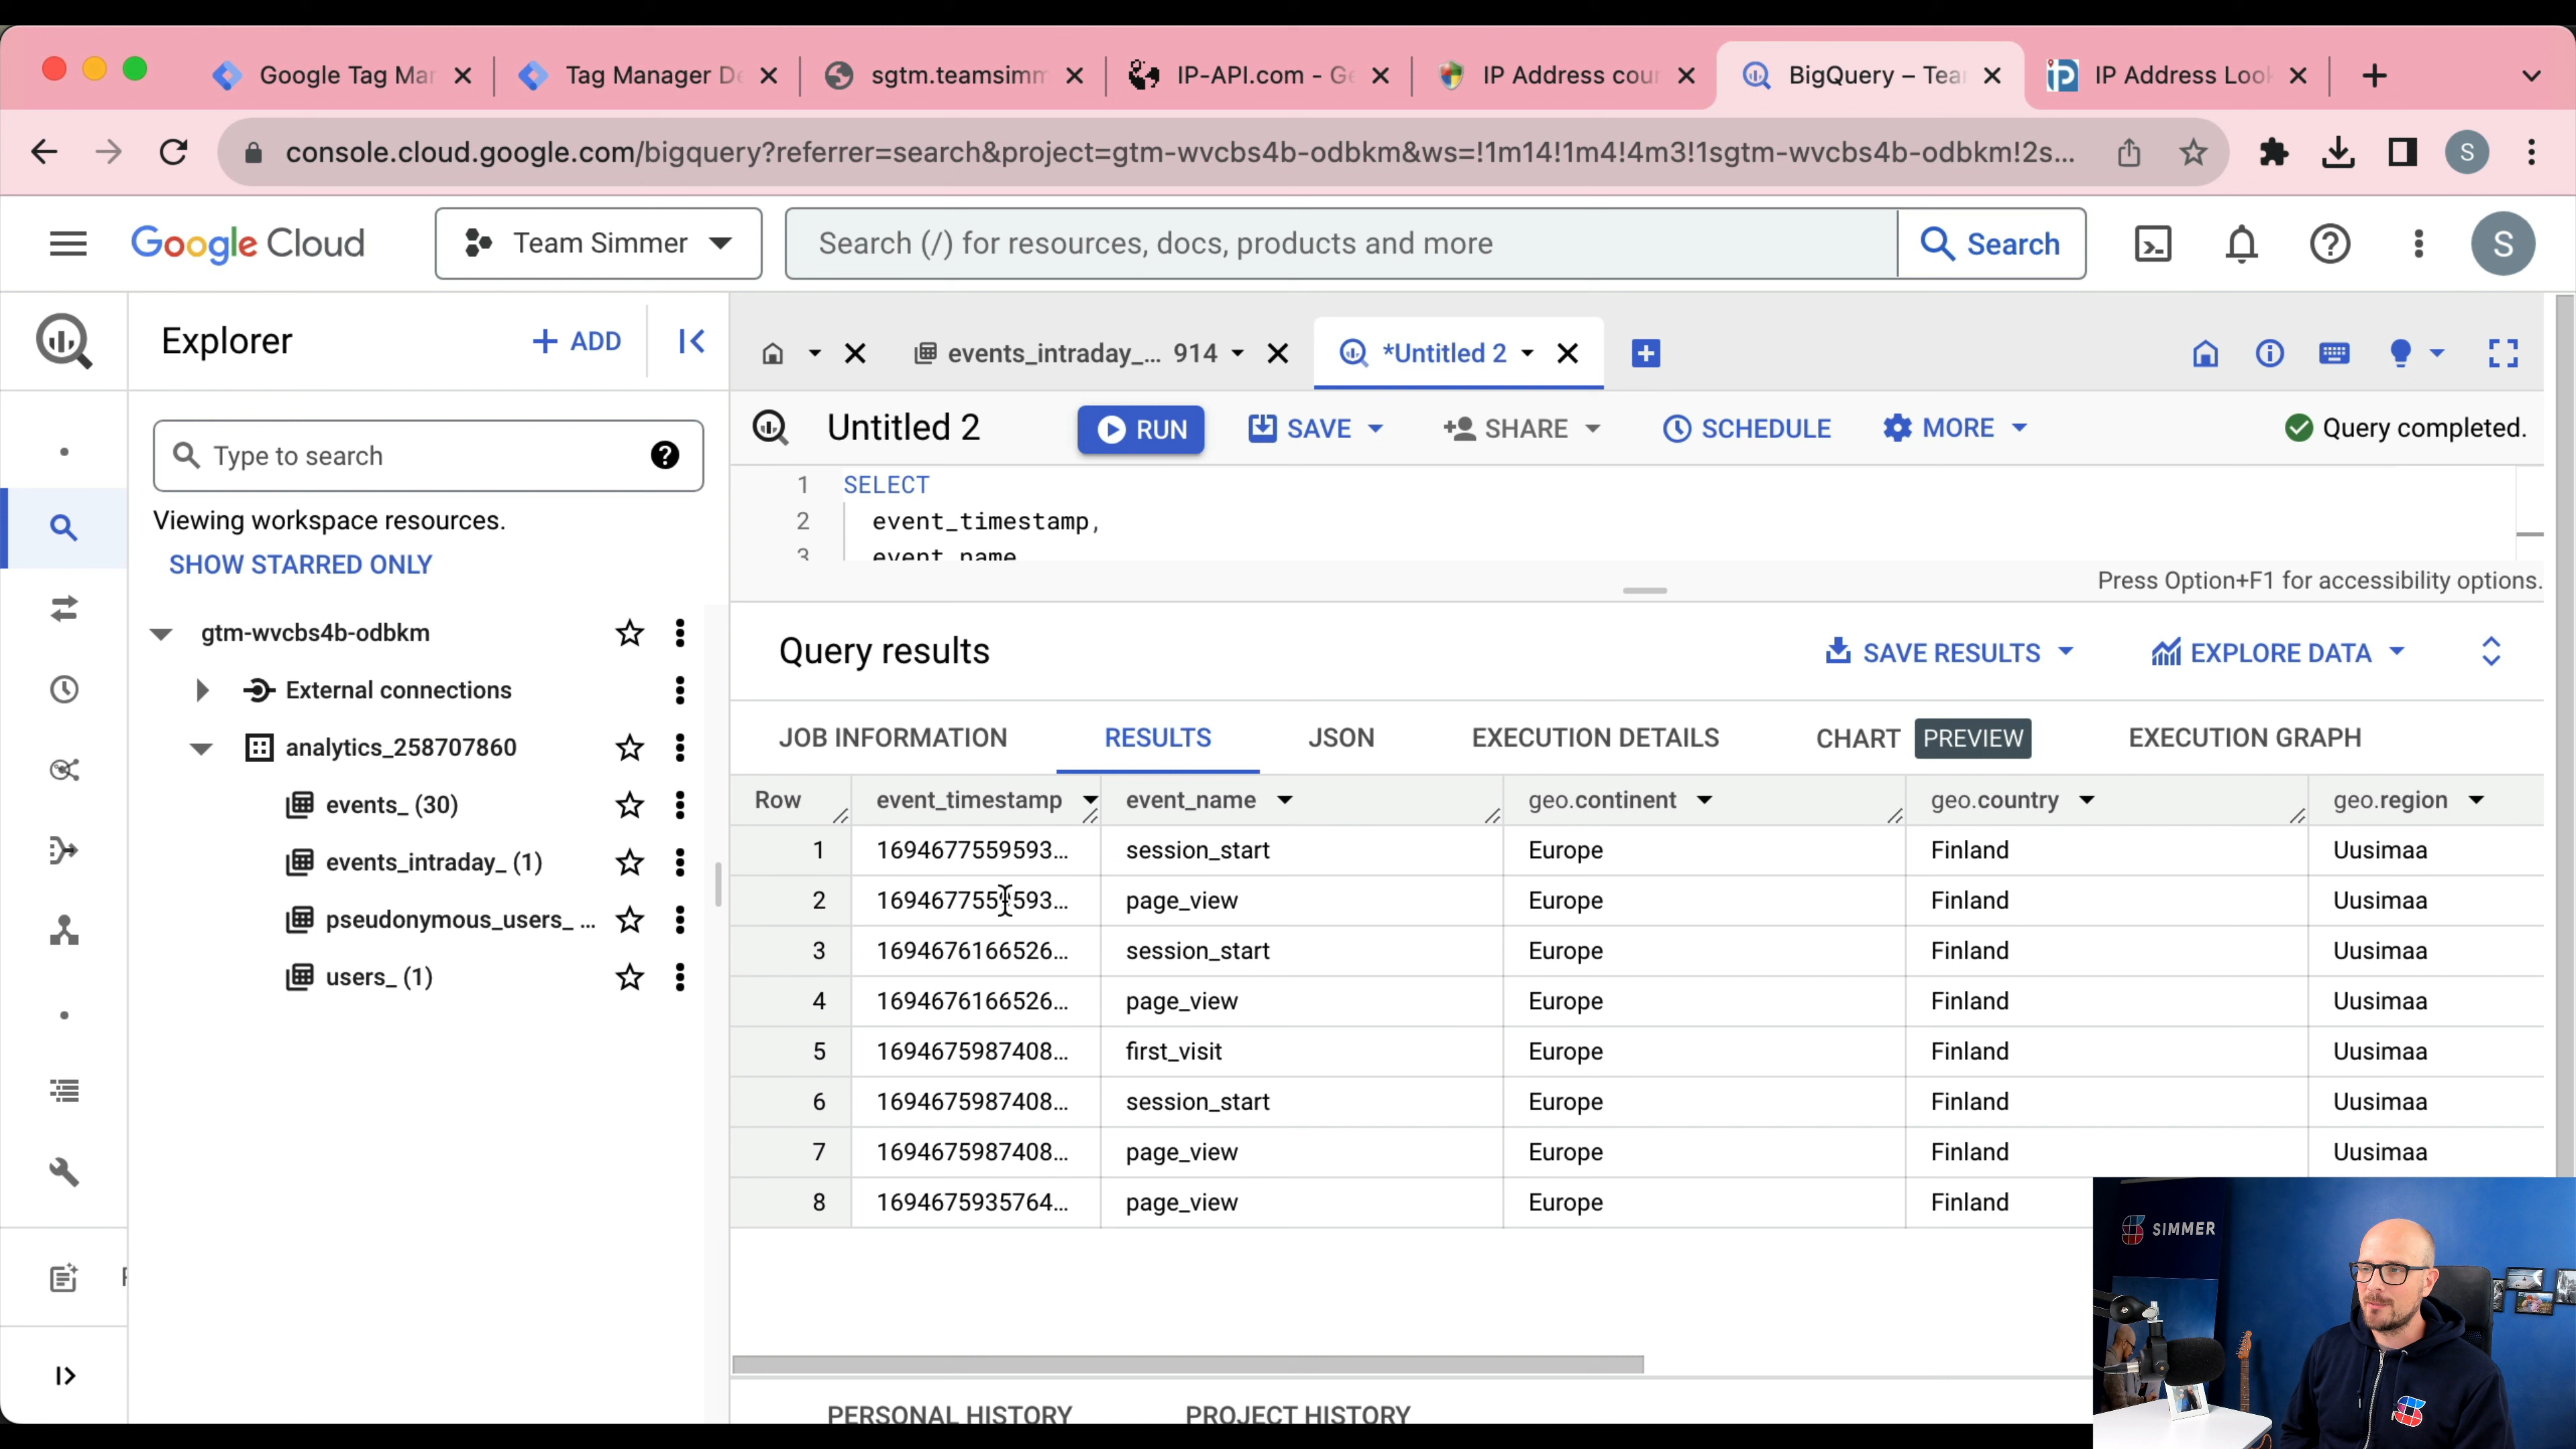 Google Tag Mar
Tag Manager De
sgtm.teamsimm
IP-API.com - Ge
IP Address cour
BigQuery – Tea
IP Address Loo
console.cloud.google.com/bigquery?referrer=search&project=gtm-wvcbs4b-odbkm&ws=!1m14!1m4!4m3!1sgtm-wvcbs4b-odbkm!2s...
S
Google Cloud
Team Simmer
Search (/) for resources, docs, products and more
Search
S
Explorer
+ ADD
events_intraday_... 914
*Untitled 2
Untitled 2
RUN
SAVE
SHARE
SCHEDULE
MORE
Query completed.
Type to search
Viewing workspace resources.
SHOW STARRED ONLY
1 SELECT
2 event_timestamp,
3 event_name
Press Option+F1 for accessibility options.
gtm-wvcbs4b-odbkm
External connections
analytics_258707860
events_ (30)
events_intraday_ (1)
pseudonymous_users_ ...
users_ (1)
Query results
SAVE RESULTS
EXPLORE DATA
JOB INFORMATION
RESULTS
JSON
EXECUTION DETAILS
CHART PREVIEW
EXECUTION GRAPH
Row event_timestamp event_name geo.continent geo.country geo.region
1 1694677559593... session_start Europe Finland Uusimaa
2 1694677559593... page_view Europe Finland Uusimaa
3 1694676166526... session_start Europe Finland Uusimaa
4 1694676166526... page_view Europe Finland Uusimaa
5 1694675987408... first_visit Europe Finland Uusimaa
6 1694675987408... session_start Europe Finland Uusimaa
7 1694675987408... page_view Europe Finland Uusimaa
8 1694675935764... page_view Europe Finland
SIMMER
PERSONAL HISTORY
PROJECT HISTORY